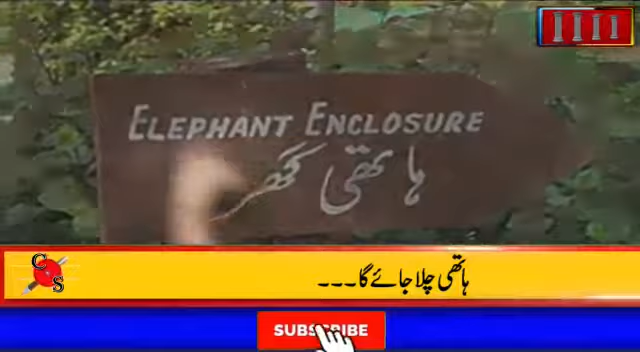 ELEPHANT ENCLOSURE
ہاتھی گھر
ہاتھی چلا جائے گا۔۔۔
C
S
SUBSCRIBE